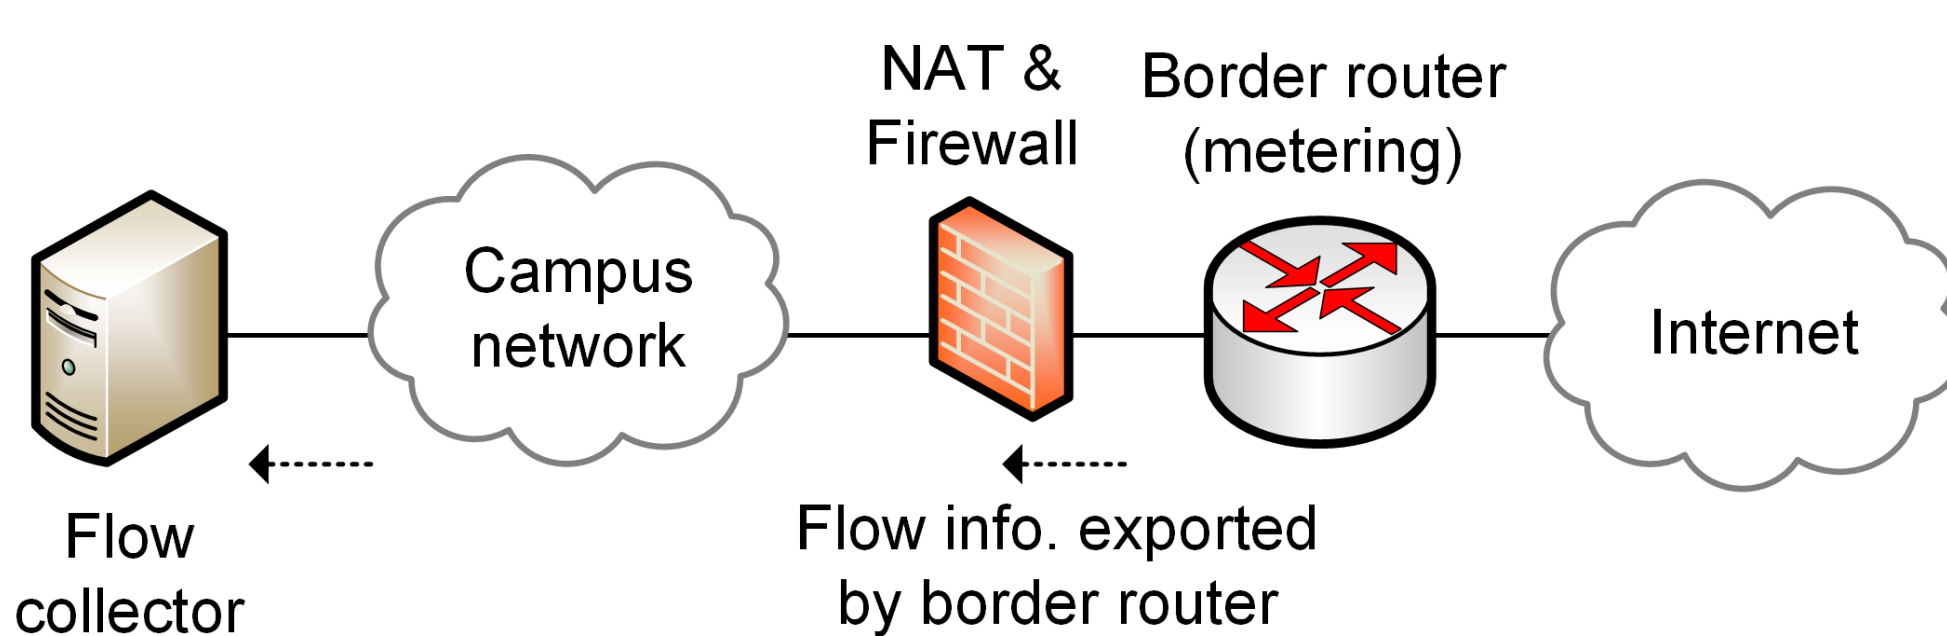 NAT &
Firewall
Border router
(metering)
Campus
network
Internet
Flow
collector
Flow info. exported
by border router